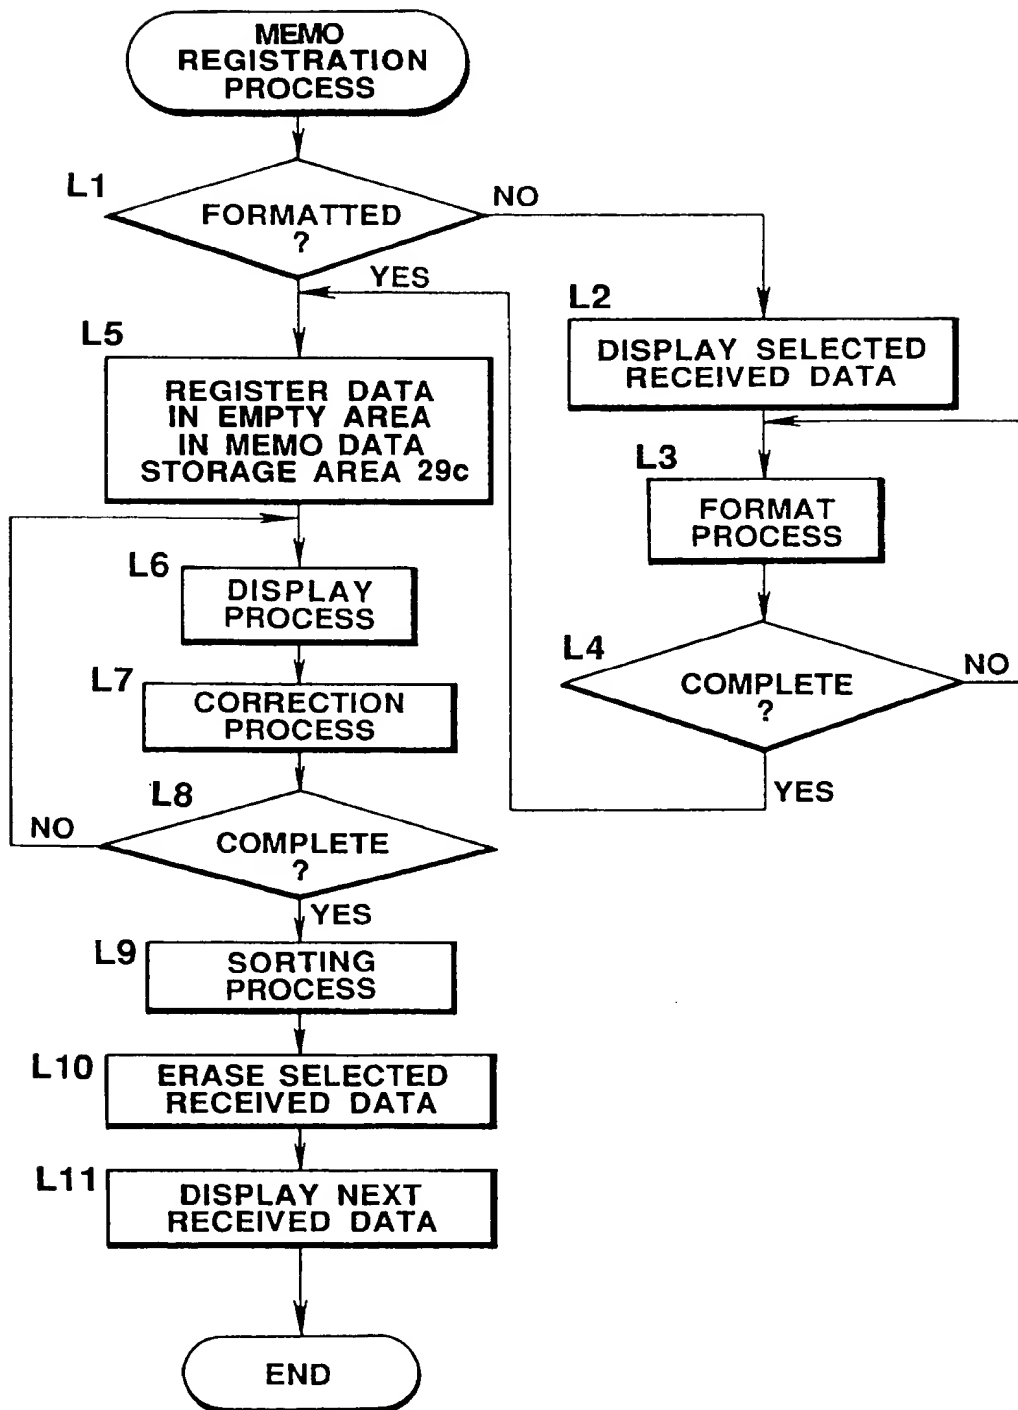 MEMO
REGISTRATION
PROCESS
L1
FORMATTED
?
NO
YES
L2
DISPLAY SELECTED
RECEIVED DATA
L3
FORMAT
PROCESS
L4
COMPLETE
?
NO
YES
L5
REGISTER DATA
IN EMPTY AREA
IN MEMO DATA
STORAGE AREA 29c
L6
DISPLAY
PROCESS
L7
CORRECTION
PROCESS
L8
COMPLETE
?
NO
YES
L9
SORTING
PROCESS
L10
ERASE SELECTED
RECEIVED DATA
L11
DISPLAY NEXT
RECEIVED DATA
END